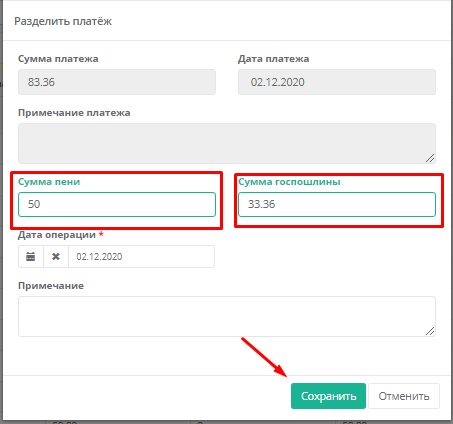 Разделить платёж
Сумма платежа Дата платежа
83.36 02.12.2020
Примечание платежа
Сумма пени Сумма госпошлины
50 33.36
Дата операции *
02.12.2020
Примечание
Сохранить Отменить